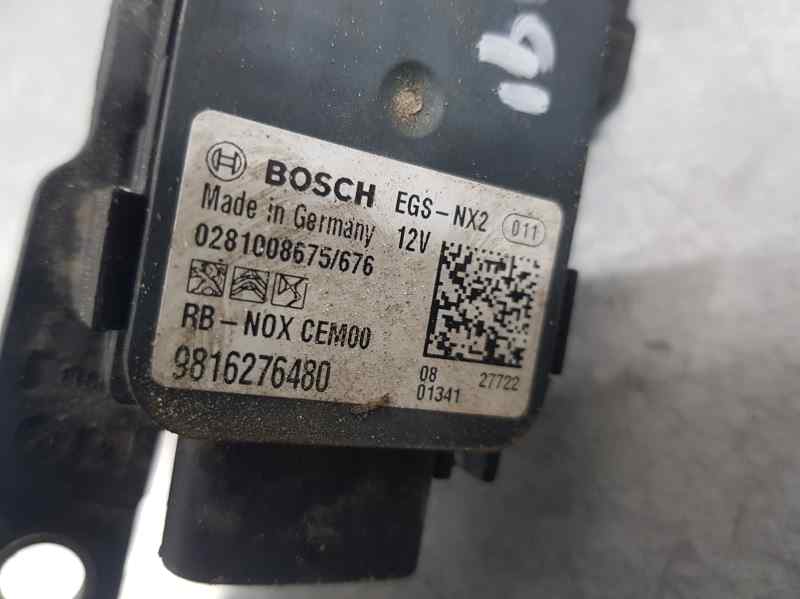 BOSCH EGS-NX2 011
Made in Germany 12V
0281008675/676
RB-NOX CEM00
9816276480
08 27722
01341